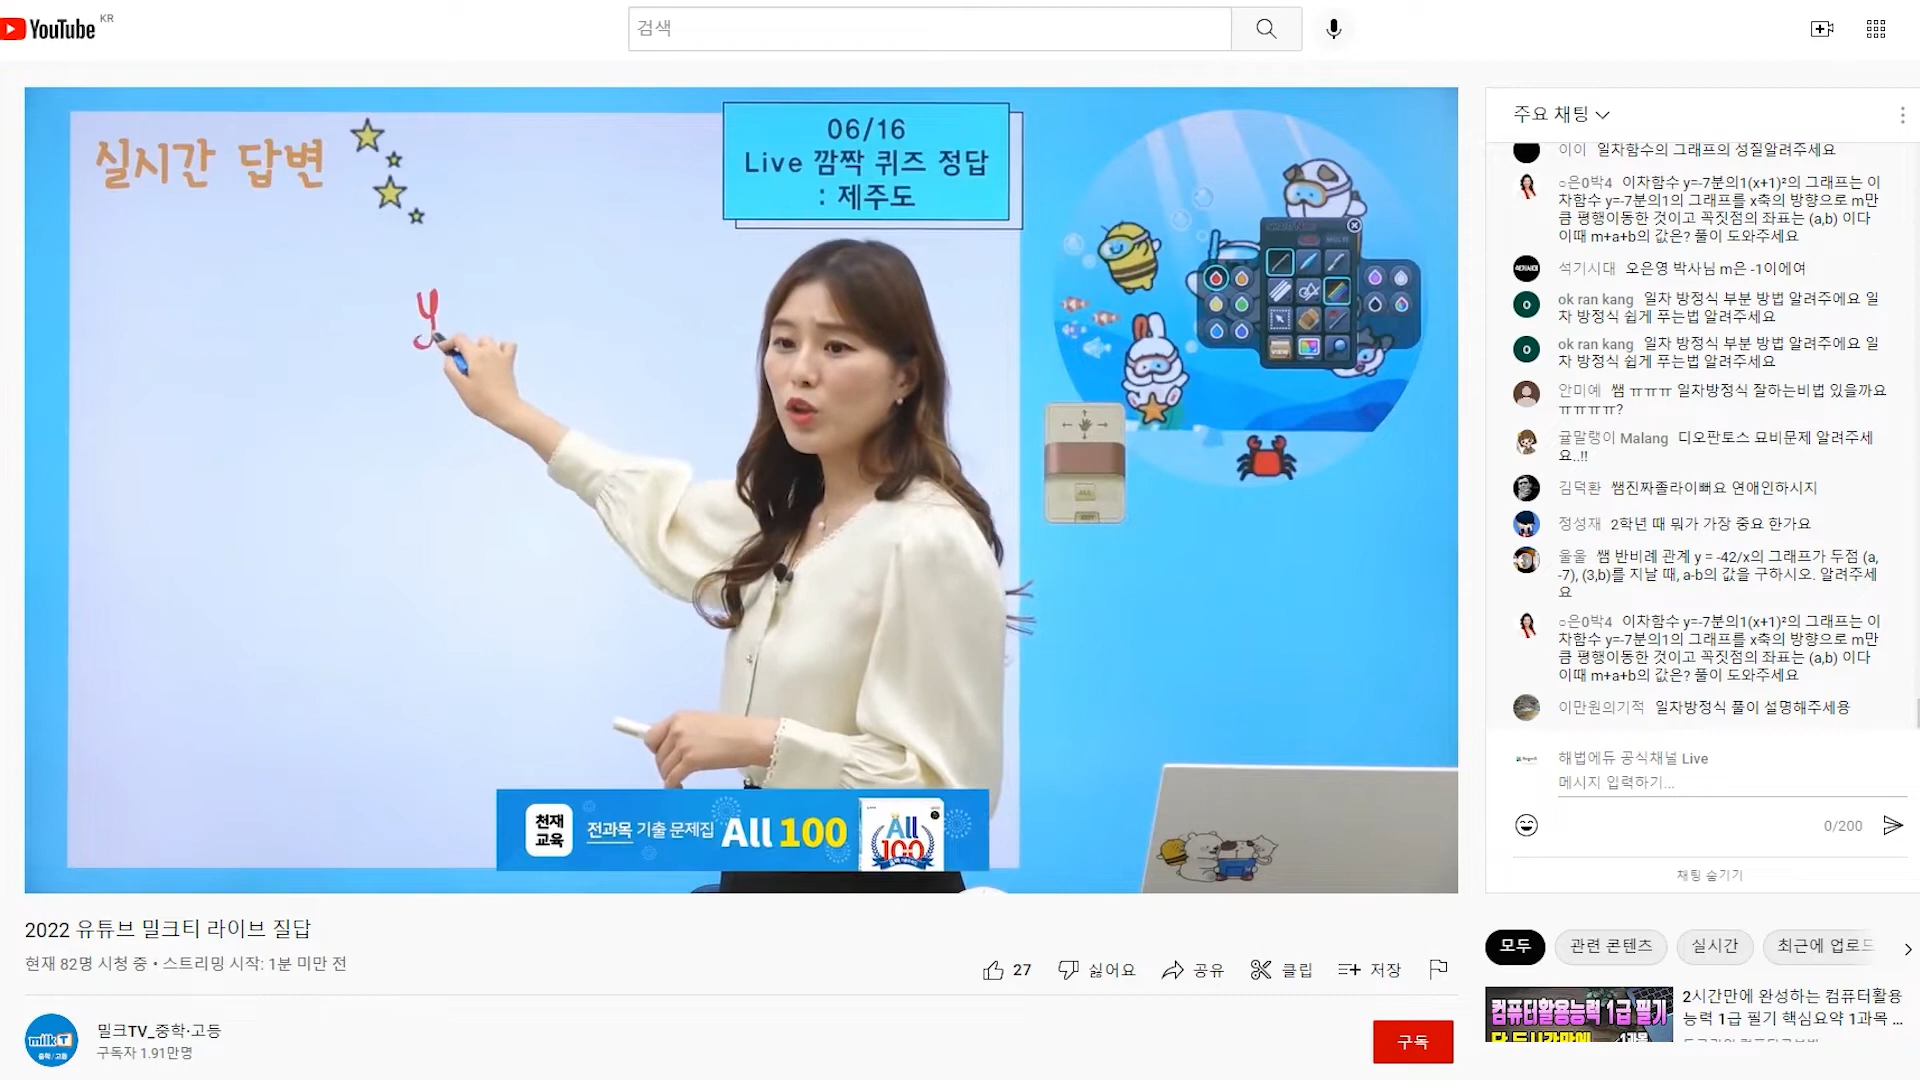 YouTube KR
검색
실시간 답변
06/16
Live 깜짝 퀴즈 정답
: 제주도
y
MULTI
VIEW
ALL
천재
교육
전과목 기출 문제집 All 100
All
100
2022 유튜브 밀크티 라이브 질답
현재 82명 시청 중 • 스트리밍 시작: 1분 미만 전
27 싫어요 공유 클립 저장
milkT
중학/고등
밀크TV_중학·고등
구독자 1.91만명
구독
주요 채팅
이이 일차함수의 그래프의 성질알려주세요
○은0박4 이차함수 y=-7분의1(x+1)²의 그래프는 이
차함수 y=-7분의1의 그래프를 x축의 방향으로 m만
큼 평행이동한 것이고 꼭짓점의 좌표는 (a,b) 이다
이때 m+a+b의 값은? 풀이 도와주세요
석기시대 오은영 박사님 m은 -1이에여
ok ran kang 일차 방정식 부분 방법 알려주에요 일
차 방정식 쉽게 푸는법 알려주세요
ok ran kang 일차 방정식 부분 방법 알려주에요 일
차 방정식 쉽게 푸는법 알려주세요
안미예 쌤 ㅠㅠㅠ 일차방정식 잘하는비법 있을까요
ㅠㅠㅠㅠ?
귤말랭이 Malang 디오판토스 묘비문제 알려주세
요..!!
김덕환 쌤진짜졸라이뻐요 연애인하시지
정성재 2학년 때 뭐가 가장 중요 한가요
울울 쌤 반비례 관계 y = -42/x의 그래프가 두점 (a,
-7), (3,b)를 지날 때, a-b의 값을 구하시오. 알려주세
요
○은0박4 이차함수 y=-7분의1(x+1)²의 그래프는 이
차함수 y=-7분의1의 그래프를 x축의 방향으로 m만
큼 평행이동한 것이고 꼭짓점의 좌표는 (a,b) 이다
이때 m+a+b의 값은? 풀이 도와주세요
이만원의기적 일차방정식 풀이 설명해주세용
해법에듀 공식채널 Live
메시지 입력하기...
0/200
채팅 숨기기
모두 관련 콘텐츠 실시간 최근에 업로드
컴퓨터활용능력 1급 필기
2시간만에 완성하는 컴퓨터활용
능력 1급 필기 핵심요약 1과목 ...